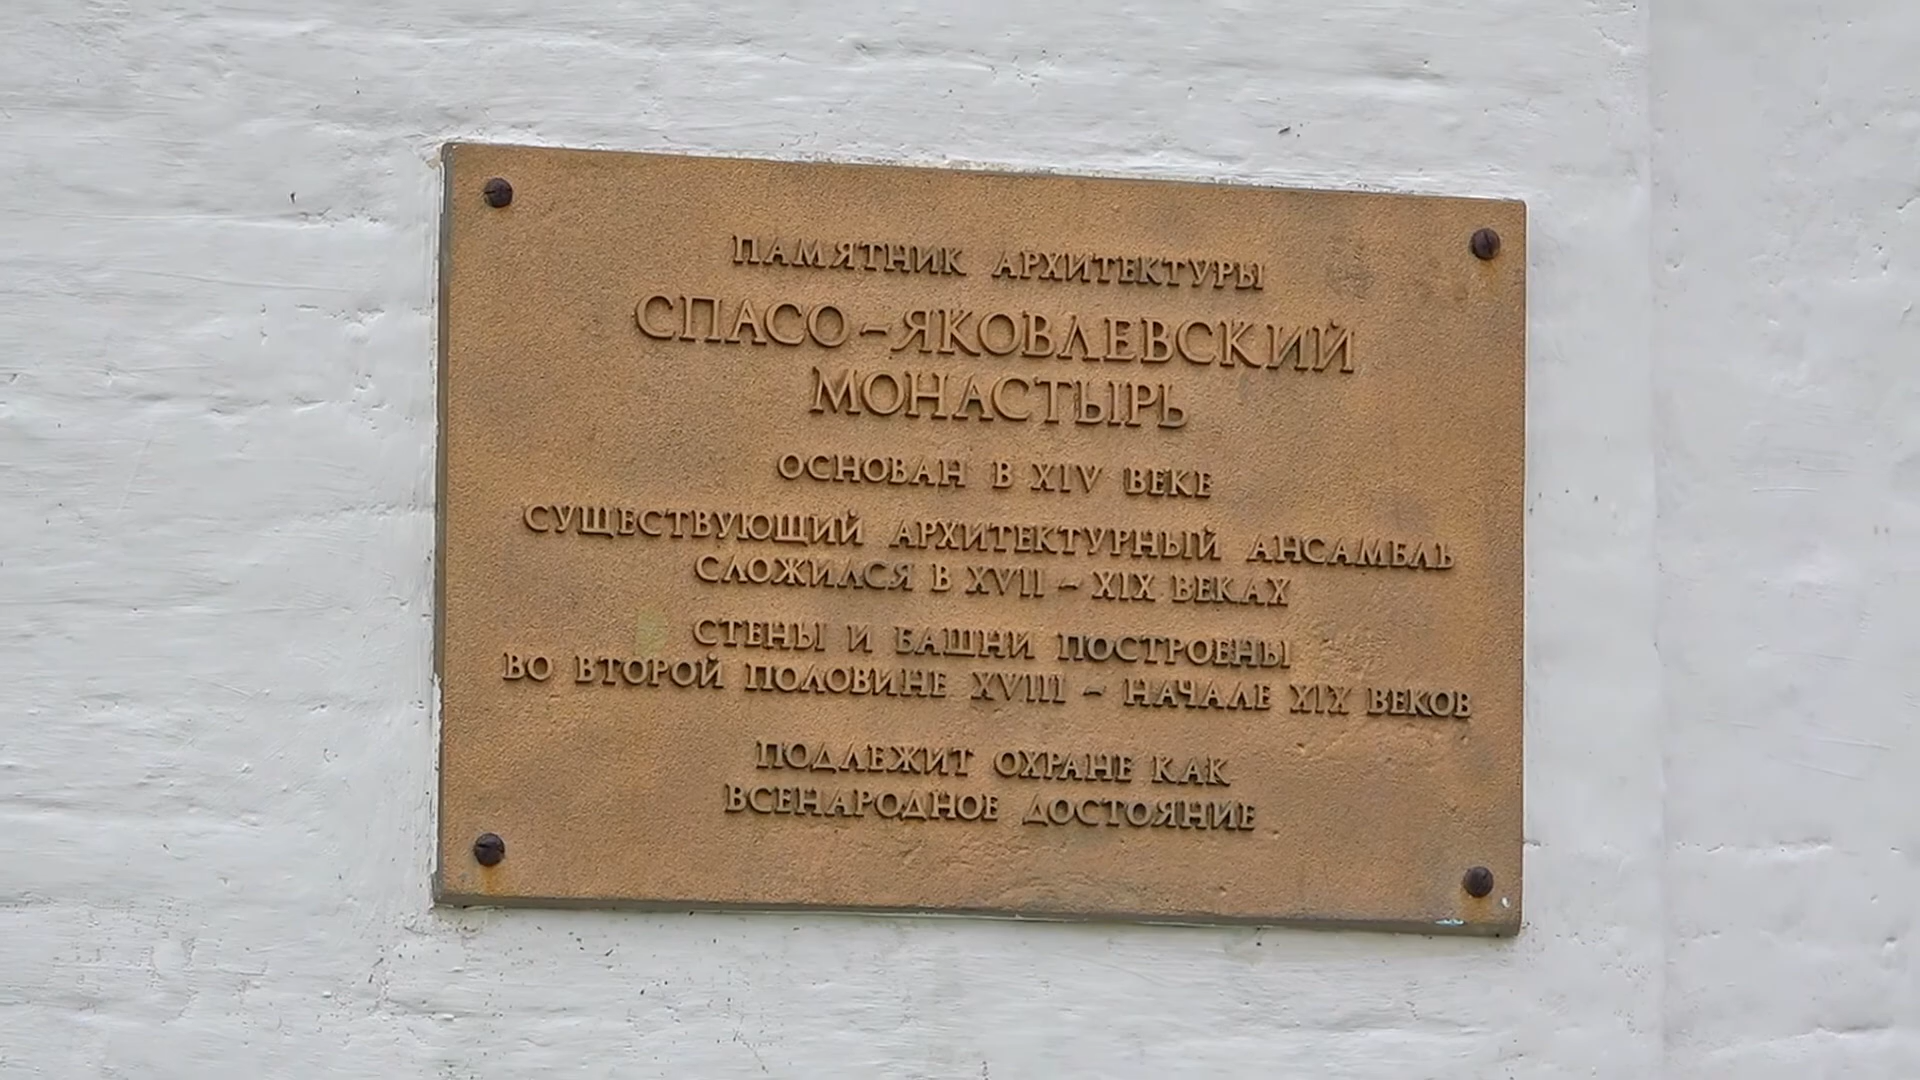 ПАМЯТНИК АРХИТЕКТУРЫ
СПАСО-ЯКОВЛЕВСКИЙ
МОНАСТЫРЬ
ОСНОВАН В XIV ВЕКЕ
СУЩЕСТВУЮЩИЙ АРХИТЕКТУРНЫЙ АНСАМБЛЬ
СЛОЖИЛСЯ В XVII - XIX ВЕКАХ
СТЕНЫ И БАШНИ ПОСТРОЕНЫ
ВО ВТОРОЙ ПОЛОВИНЕ XVIII - НАЧАЛЕ XIX ВЕКОВ
ПОДЛЕЖИТ ОХРАНЕ КАК
ВСЕНАРОДНОЕ ДОСТОЯНИЕ